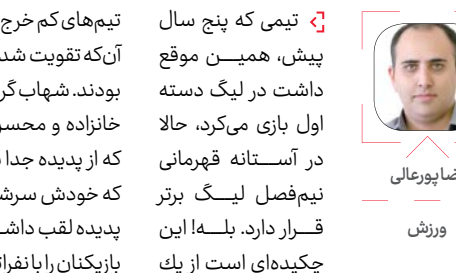 تیمی که پنج سال
پیش، همین موقع
داشت در لیگ دسته
اول بازی می‌کرد، حالا
در آستانه قهرمانی
نیم‌فصل لیگ برتر
قرار دارد. بله! این
چکیده‌ای است از یك
تیم‌های کم خرج
آن‌که تقویت شد
بودند. شهاب گر
خانزاده و محسن
که از پدیده جدا
که خودش سرش
پدیده لقب داش
بازیکنان را با نفرات
پورعالی
ورزش